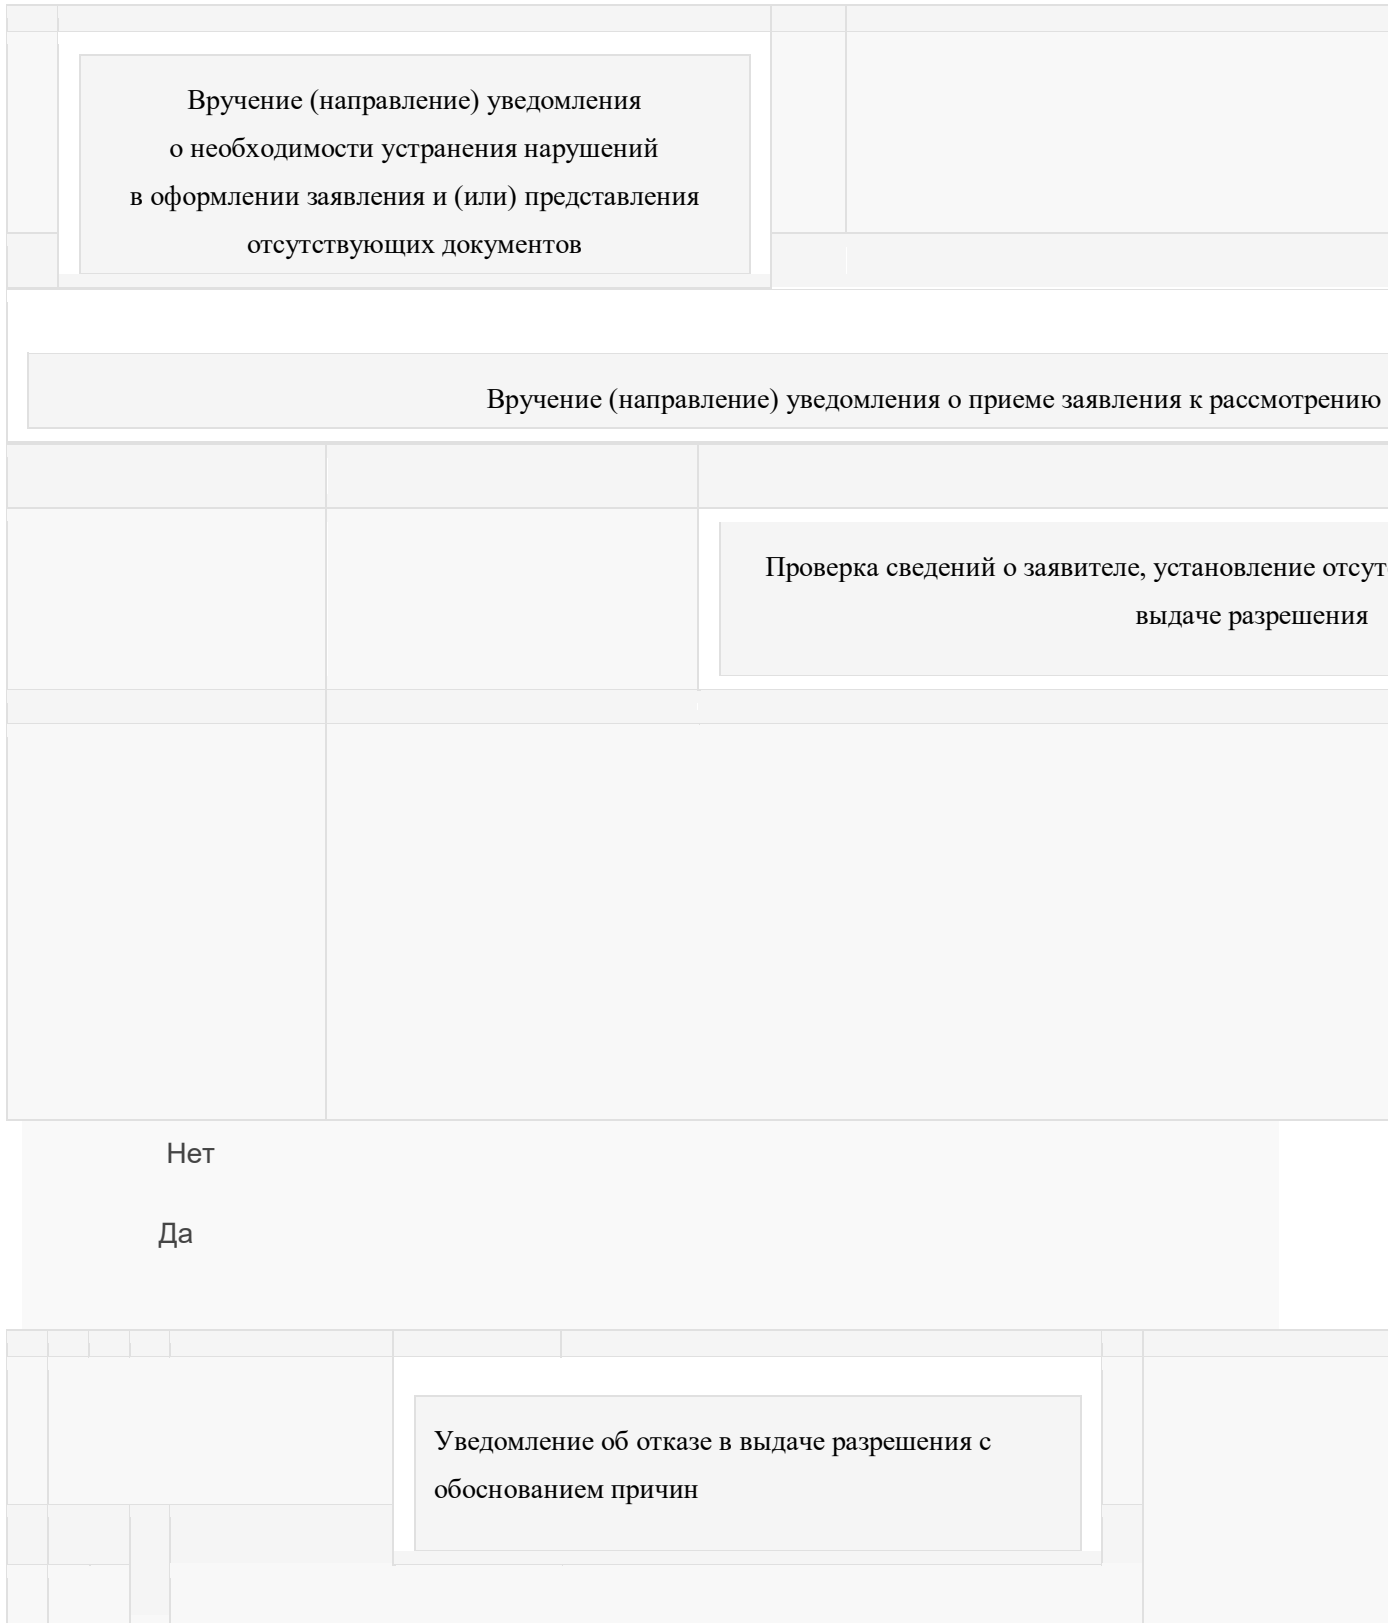 Вручение (направление) уведомления
о необходимости устранения нарушений
в оформлении заявления и (или) представления
отсутствующих документов
Вручение (направление) уведомления о приеме заявления к рассмотрению
Проверка сведений о заявителе, установление
выдаче разрешения
Нет
Да
Уведомление об отказе в выдаче разрешения с
обоснованием причин